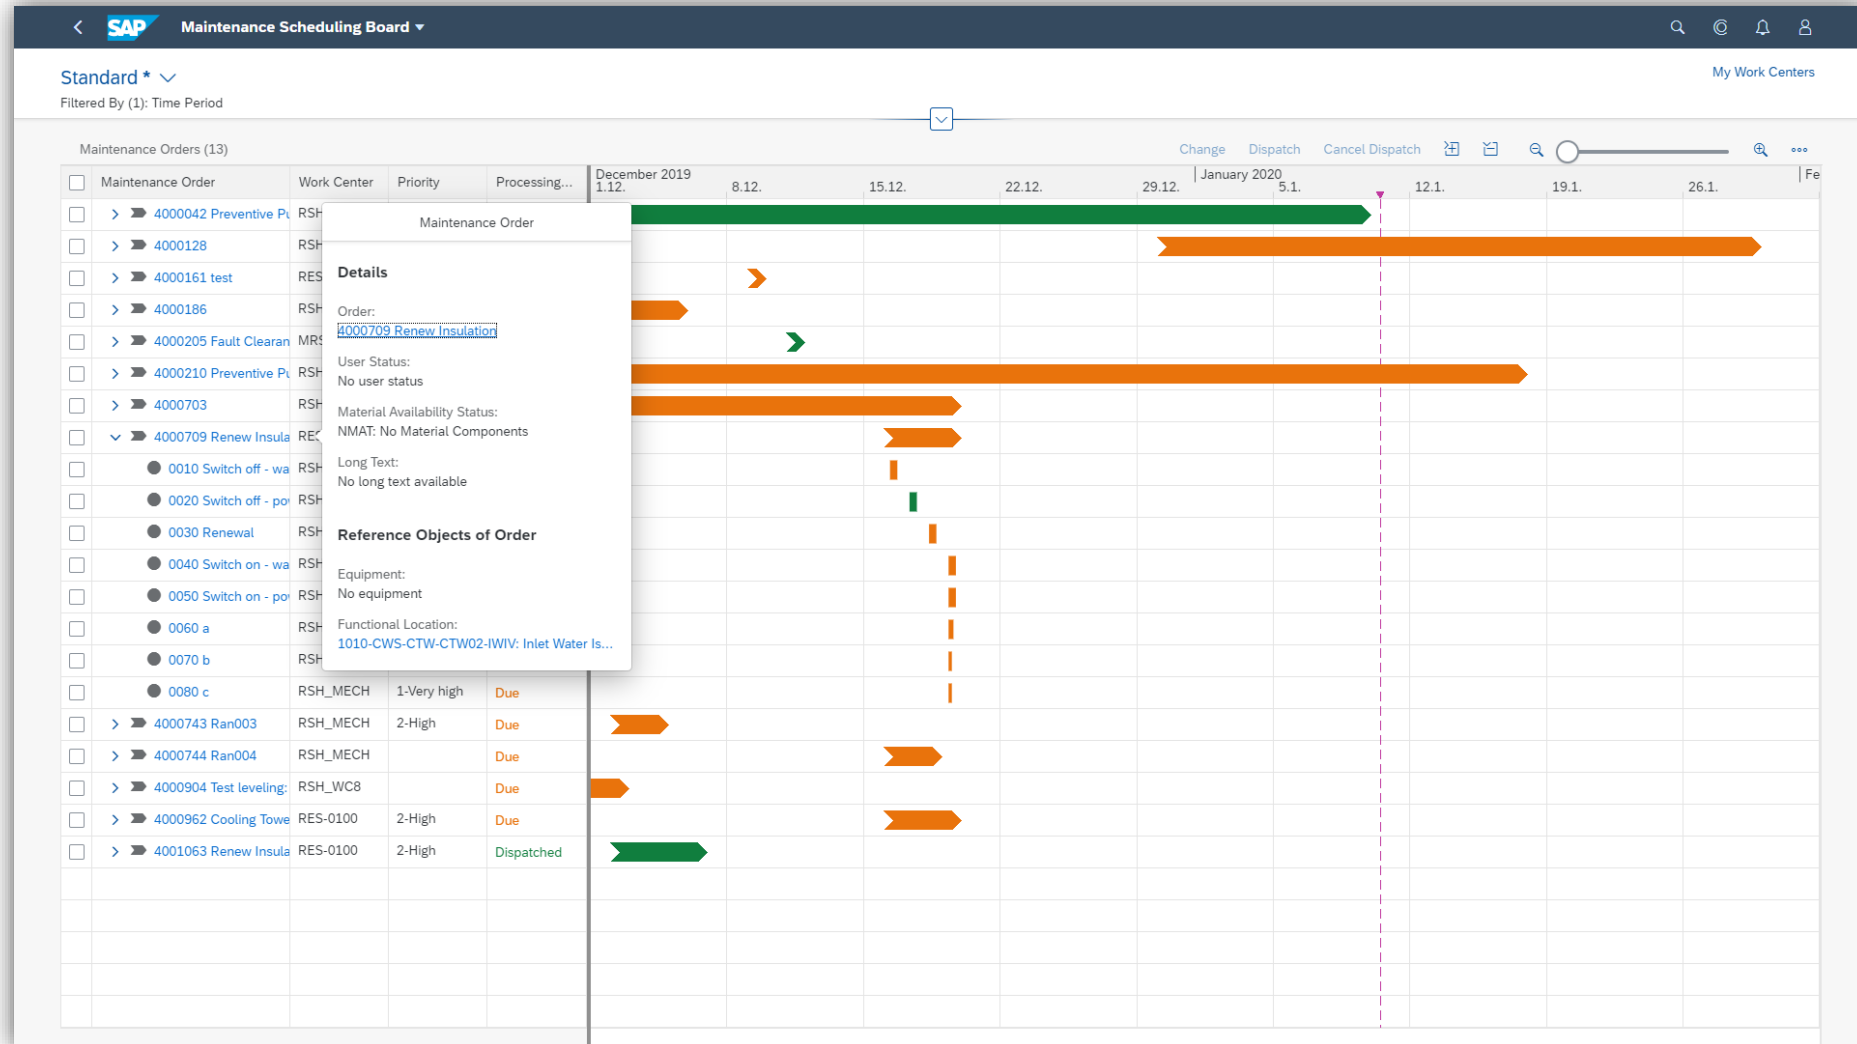 SAP Maintenance Scheduling Board
Standard *
My Work Centers
Filtered By (1): Time Period
Maintenance Orders (13)
Change Dispatch Cancel Dispatch
Maintenance Order Work Center Priority Processing...
December 2019 January 2020 Fe
1.12. 8.12. 15.12. 22.12. 29.12. 5.1. 12.1. 19.1. 26.1.
4000042 Preventive Pu RSH
4000128 RSH
4000161 test RES
4000186 RSH
4000205 Fault Clearan MRS
4000210 Preventive Pu RSH
4000703 RSH
4000709 Renew Insula RES
0010 Switch off - wa RSH
0020 Switch off - po RSH
0030 Renewal RSH
0040 Switch on - wa RSH
0050 Switch on - po RSH
0060 a RSH
0070 b RSH
0080 c RSH_MECH 1-Very high Due
4000743 Ran003 RSH_MECH 2-High Due
4000744 Ran004 RSH_MECH Due
4000904 Test leveling: RSH_WC8 Due
4000962 Cooling Towe RES-0100 2-High Due
4001063 Renew Insula RES-0100 2-High Dispatched
Maintenance Order
Details
Order:
4000709 Renew Insulation
User Status:
No user status
Material Availability Status:
NMAT: No Material Components
Long Text:
No long text available
Reference Objects of Order
Equipment:
No equipment
Functional Location:
1010-CWS-CTW-CTW02-IWIV: Inlet Water Is...